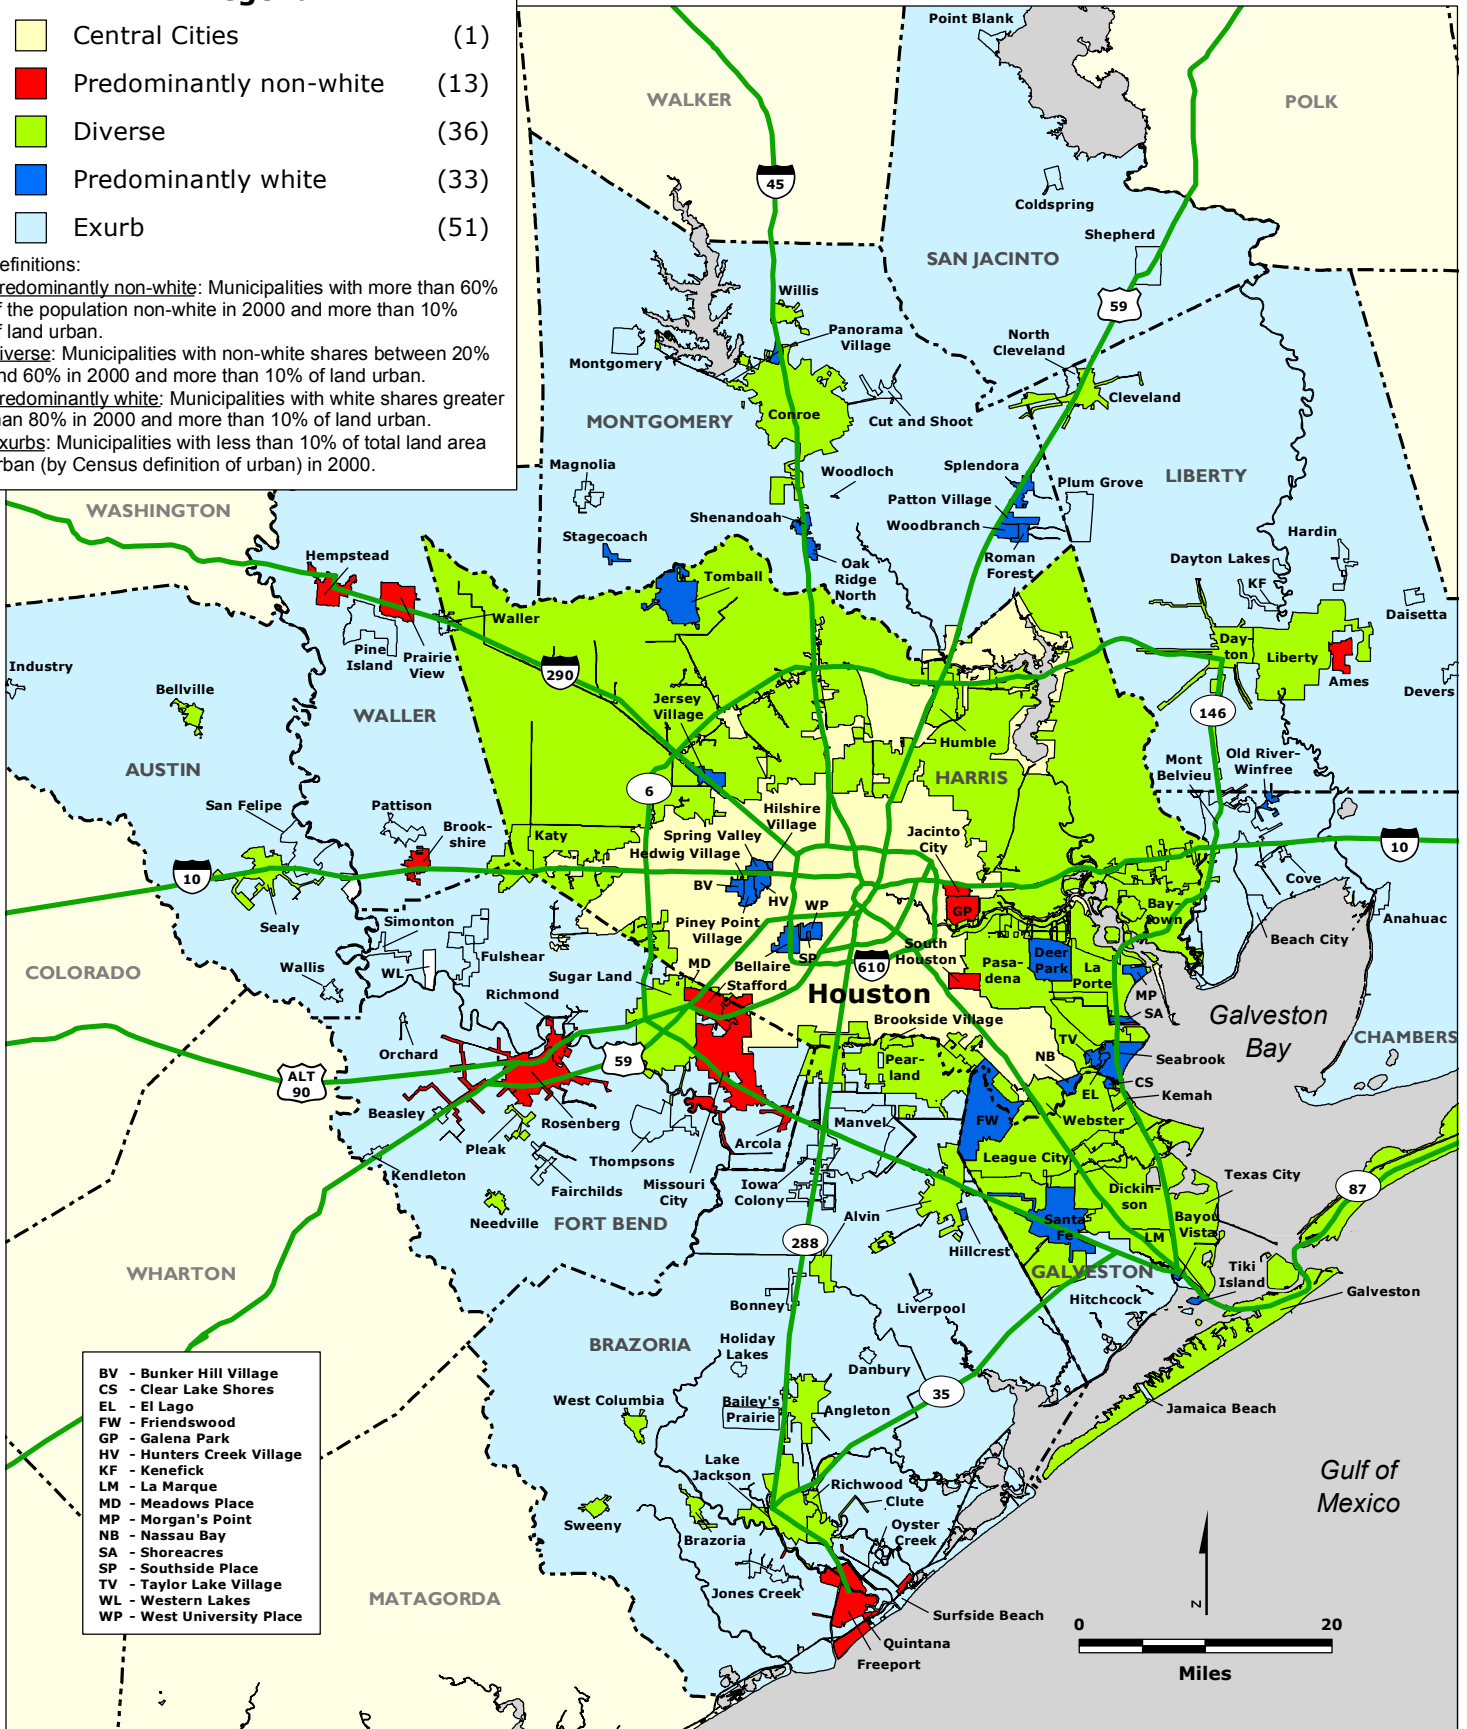 Central Cities (1)
Predominantly non-white (13)
Diverse (36)
Predominantly white (33)
Exurb (51)
efinitions:
redominantly non-white: Municipalities with more than 60%
f the population non-white in 2000 and more than 10%
f land urban.
iverse: Municipalities with non-white shares between 20%
nd 60% in 2000 and more than 10% of land urban.
redominantly white: Municipalities with white shares greater
han 80% in 2000 and more than 10% of land urban.
xurbs: Municipalities with less than 10% of total land area
rban (by Census definition of urban) in 2000.
Point Blank
WALKER
POLK
45
Coldspring
Shepherd
SAN JACINTO
Willis
59
Panorama
Village
North
Cleveland
Montgomery
Cleveland
MONTGOMERY
Conroe
Cut and Shoot
Magnolia
Woodloch
Splendora
LIBERTY
Plum Grove
Patton Village
WASHINGTON
Shenandoah
Woodbranch
Stagecoach
Hardin
Hempstead
Roman
Forest
Dayton Lakes
Oak
Ridge
North
Tomball
KF
Waller
Daisetta
Pine
Island
Prairie
View
Day-
ton
Liberty
Industry
290
Ames
Bellville
Jersey
Village
Devers
WALLER
146
Humble
Mont
Belvieu
Old River-
Winfree
AUSTIN
HARRIS
6
San Felipe
Pattison
Hilshire
Village
Brook-
shire
Katy
Spring Valley
Jacinto
City
Hedwig Village
10
10
BV
HV
Cove
WP
GP
Bay-
town
Anahuac
Sealy
Simonton
Piney Point
Village
Beach City
Fulshear
South
Houston
COLORADO
Wallis
WL
SP
Deer
Park
Sugar Land
MD
Bellaire
610
Pasa-
dena
La
Porte
Stafford
Richmond
Houston
MP
SA
Brookside Village
Galveston
Bay
CHAMBERS
Orchard
TV
59
Pear-
land
NB
Seabrook
ALT
90
CS
EL
Kemah
Beasley
Rosenberg
Manvel
FW
Webster
Arcola
Pleak
League City
Thompsons
Kendleton
Missouri
City
Iowa
Colony
Texas City
Fairchilds
87
Dickin-
son
Needville
FORT BEND
Alvin
Bayou
Vista
Santa
Fe
288
Hillcrest
LM
WHARTON
GALVESTON
Tiki
Island
Bonney
Liverpool
Hitchcock
Galveston
BRAZORIA
Holiday
Lakes
Danbury
35
BV - Bunker Hill Village
CS - Clear Lake Shores
EL - El Lago
FW - Friendswood
GP - Galena Park
HV - Hunters Creek Village
KF - Kenefick
LM - La Marque
MD - Meadows Place
MP - Morgan's Point
NB - Nassau Bay
SA - Shoreacres
SP - Southside Place
TV - Taylor Lake Village
WL - Western Lakes
WP - West University Place
West Columbia
Bailey's
Prairie
Angleton
Jamaica Beach
Lake
Jackson
Gulf of
Mexico
Richwood
Clute
Sweeny
Brazoria
Oyster
Creek
Jones Creek
MATAGORDA
Surfside Beach
N
Quintana
0 20
Freeport
Miles